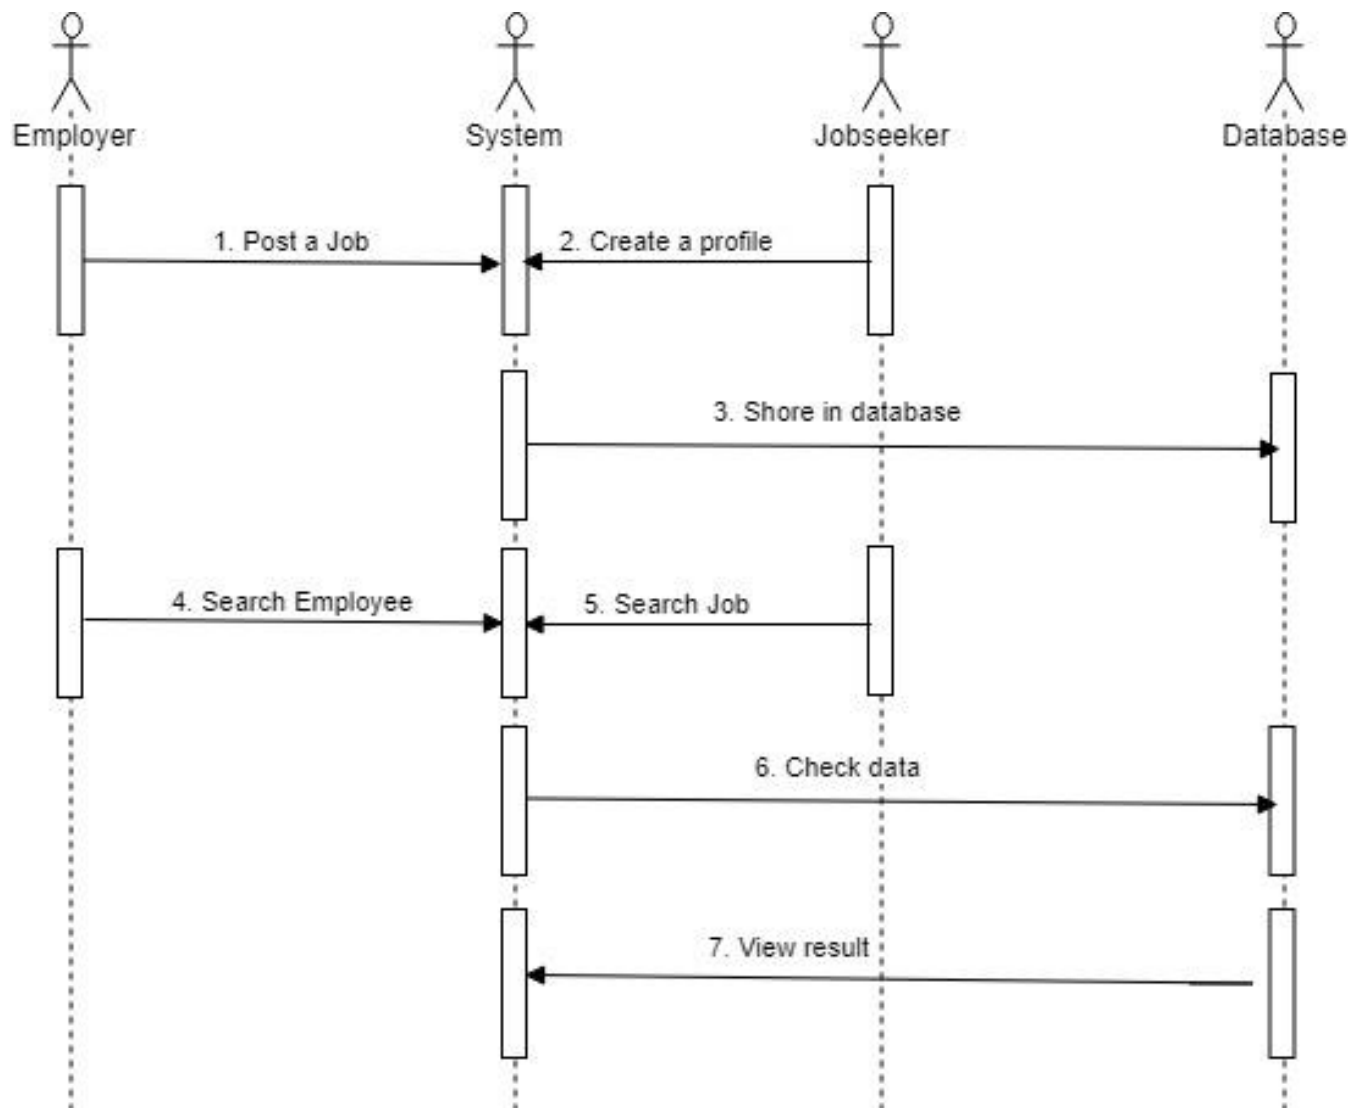 Employer
System
Jobseeker
Database
1. Post a Job
2. Create a profile
3. Shore in database
4. Search Employee
5. Search Job
6. Check data
7. View result